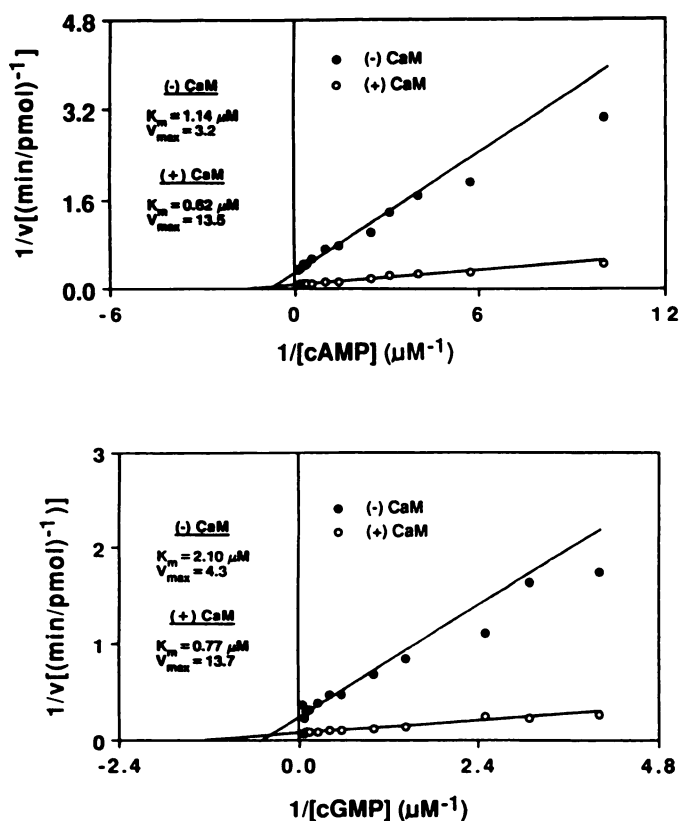 4.8
3.2
1.6
0.0
1/v[(min/pmol)⁻¹]
(-) CaM
Kₘ = 1.14 μM
Vₘₐₓ = 3.2
(+) CaM
Kₘ = 0.62 μM
Vₘₐₓ = 13.5
(-) CaM
(+) CaM
-6
0
6
12
1/[cAMP] (μM⁻¹)
3
2
1
0
1/v[(min/pmol)⁻¹)]
(-) CaM
Kₘ = 2.10 μM
Vₘₐₓ = 4.3
(+) CaM
Kₘ = 0.77 μM
Vₘₐₓ = 13.7
(-) CaM
(+) CaM
-2.4
0.0
2.4
4.8
1/[cGMP] (μM⁻¹)